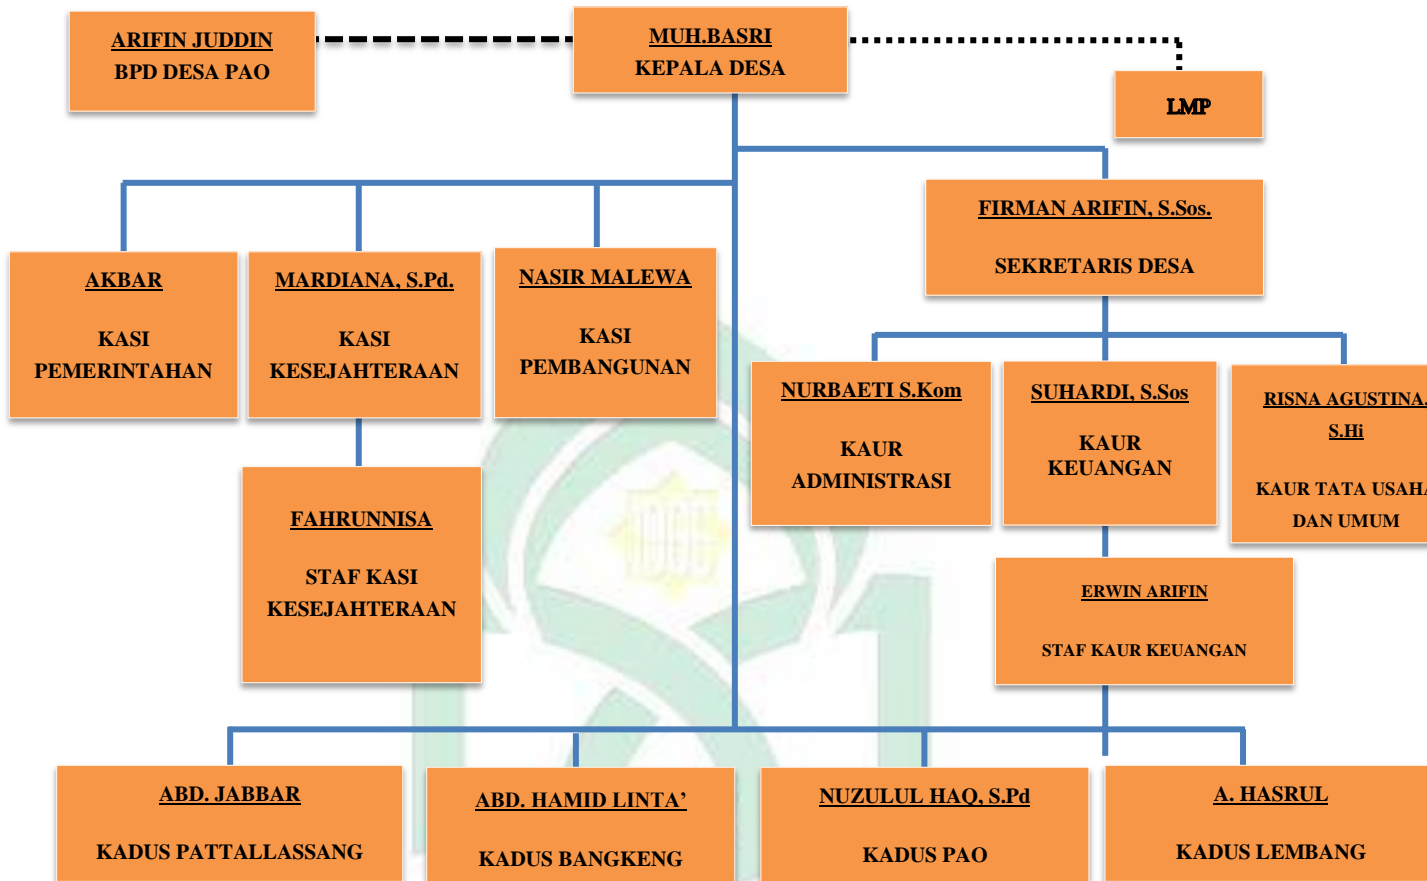 ARIFIN JUDDIN
BPD DESA PAO
MUH.BASRI
KEPALA DESA
LMP
FIRMAN ARIFIN, S.Sos.
SEKRETARIS DESA
AKBAR
KASI
PEMERINTAHAN
MARDIANA, S.Pd.
KASI
KESEJAHTERAAN
NASIR MALEWA
KASI
PEMBANGUNAN
NURBAETI S.Kom
KAUR
ADMINISTRASI
SUHARDI, S.Sos
KAUR
KEUANGAN
RISNA AGUSTINA,
S.Hi
KAUR TATA USAHA
DAN UMUM
FAHRUNNISA
STAF KASI
KESEJAHTERAAN
ERWIN ARIFIN
STAF KAUR KEUANGAN
ABD. JABBAR
KADUS PATTALLASSANG
ABD. HAMID LINTA’
KADUS BANGKENG
NUZULUL HAQ, S.Pd
KADUS PAO
A. HASRUL
KADUS LEMBANG